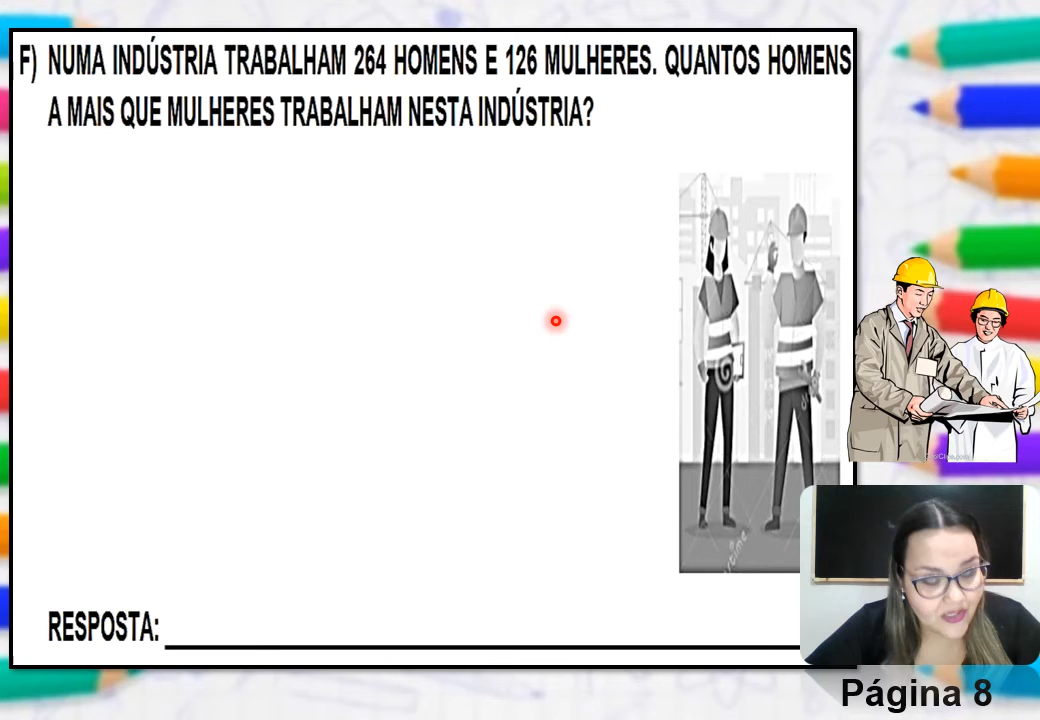 F) NUMA INDÚSTRIA TRABALHAM 264 HOMENS E 126 MULHERES. QUANTOS HOMENS
A MAIS QUE MULHERES TRABALHAM NESTA INDÚSTRIA?
RESPOSTA:
Página 8